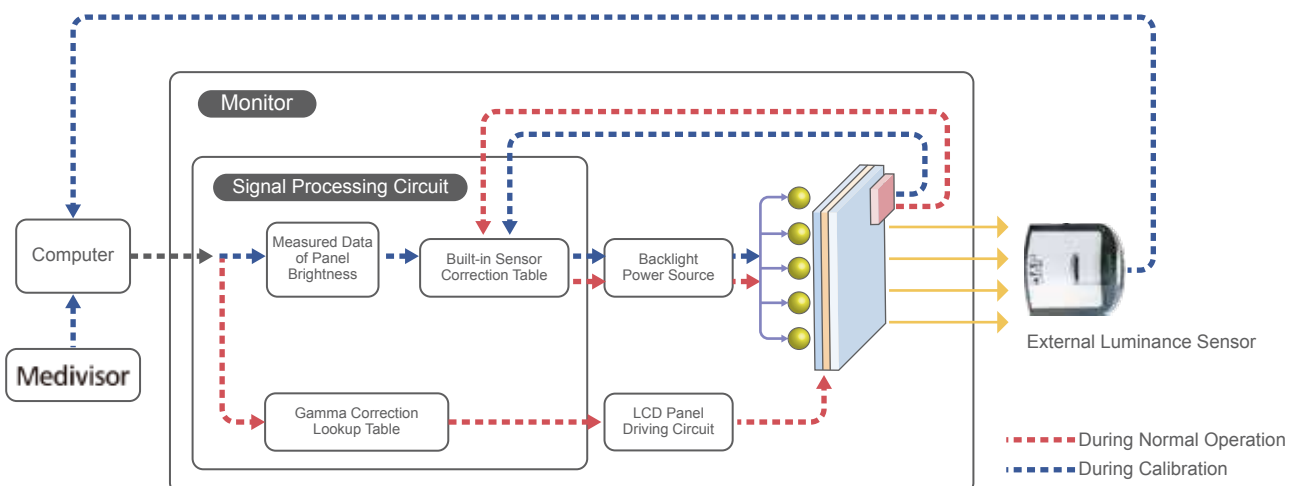 Monitor
Signal Processing Circuit
Computer
Measured Data
of Panel
Brightness
Built-in Sensor
Correction Table
Backlight
Power Source
External Luminance Sensor
Medivisor
Gamma Correction
Lookup Table
LCD Panel
Driving Circuit
During Normal Operation
During Calibration